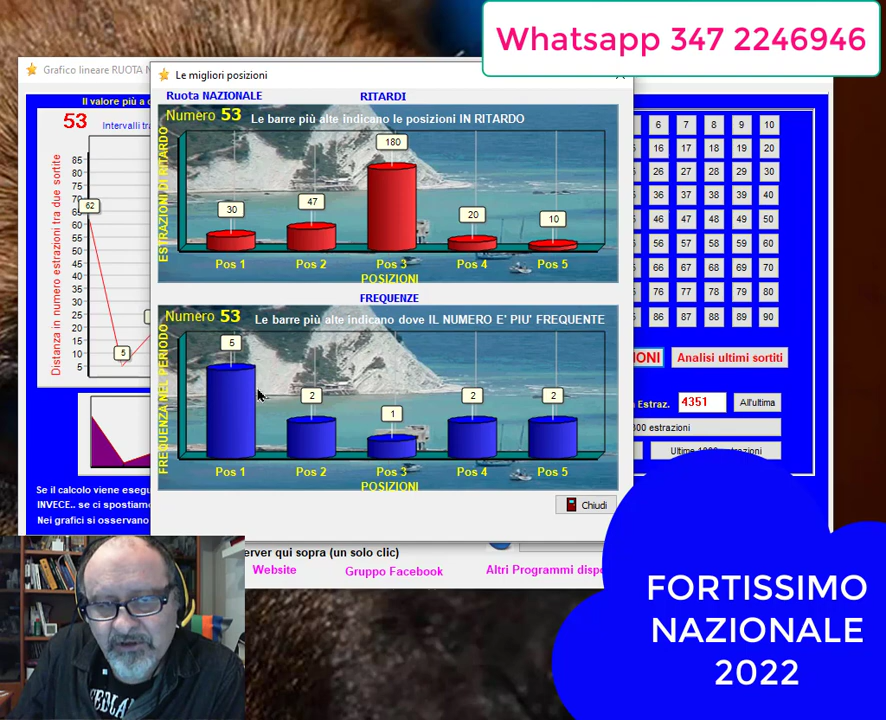 Whatsapp 347 2246946
Grafico lineare RUOTA N
Le migliori posizioni
Il valore più a
53
Intervalli tra
Distanza in numero estrazioni tra due sortite
85
80
75
70
65
60
55
50
45
40
35
30
25
20
15
10
5
62
5
Ruota NAZIONALE
RITARDI
Numero 53
Le barre più alte indicano le posizioni IN RITARDO
ESTRAZIONI DI RITARDO
30
47
180
20
10
Pos 1
Pos 2
Pos 3
Pos 4
Pos 5
POSIZIONI
FREQUENZE
Numero 53
Le barre più alte indicano dove IL NUMERO E' PIU' FREQUENTE
FREQUENZA NEL PERIODO
5
2
1
2
2
Pos 1
Pos 2
Pos 3
Pos 4
Pos 5
POSIZIONI
Chiudi
6 7 8 9 10
16 17 18 19 20
26 27 28 29 30
36 37 38 39 40
46 47 48 49 50
56 57 58 59 60
66 67 68 69 70
76 77 78 79 80
86 87 88 89 90
IONI
Analisi ultimi sortiti
Estraz.
4351
All'ultima
300 estrazioni
Se il calcolo viene esegu
INVECE.. se ci spostiamo
Nei grafici si osservano
erver qui sopra (un solo clic)
Website
Gruppo Facebook
Altri Programmi dispo
FORTISSIMO
NAZIONALE
2022